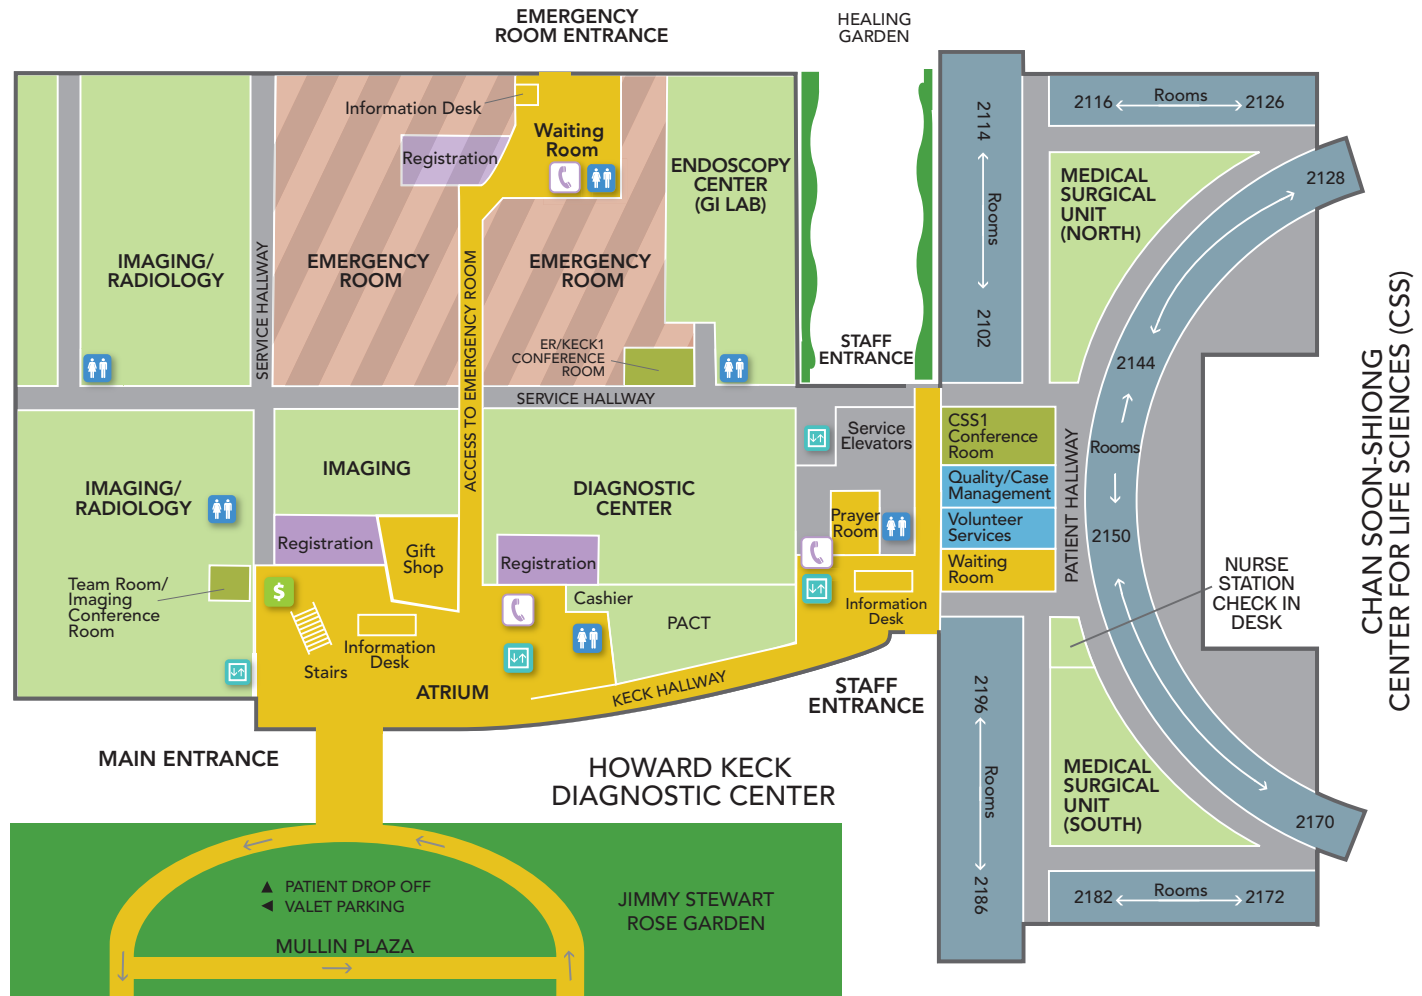 EMERGENCY
ROOM ENTRANCE
HEALING
GARDEN
Information Desk
Waiting
Room
Registration
ENDOSCOPY
CENTER
(GI LAB)
IMAGING/
RADIOLOGY
SERVICE HALLWAY
EMERGENCY
ROOM
ACCESS TO EMERGENCY ROOM
EMERGENCY
ROOM
ER/KECK1
CONFERENCE
ROOM
STAFF
ENTRANCE
SERVICE HALLWAY
2114
Rooms
2102
2116
Rooms
2126
MEDICAL
SURGICAL
UNIT
(NORTH)
2128
2144
Rooms
2150
IMAGING/
RADIOLOGY
IMAGING
DIAGNOSTIC
CENTER
Service
Elevators
CSS1
Conference
Room
Quality/Case
Management
Volunteer
Services
Waiting
Room
PATIENT HALLWAY
Prayer
Room
Registration
Gift
Shop
Registration
Team Room/
Imaging
Conference
Room
$
Stairs
Information
Desk
Cashier
PACT
Information
Desk
ATRIUM
KECK HALLWAY
STAFF
ENTRANCE
NURSE
STATION
CHECK IN
DESK
CHAN SOON-SHIONG
CENTER FOR LIFE SCIENCES (CSS)
MAIN ENTRANCE
HOWARD KECK
DIAGNOSTIC CENTER
2196
Rooms
2186
MEDICAL
SURGICAL
UNIT
(SOUTH)
2170
2182
Rooms
2172
PATIENT DROP OFF
VALET PARKING
MULLIN PLAZA
JIMMY STEWART
ROSE GARDEN